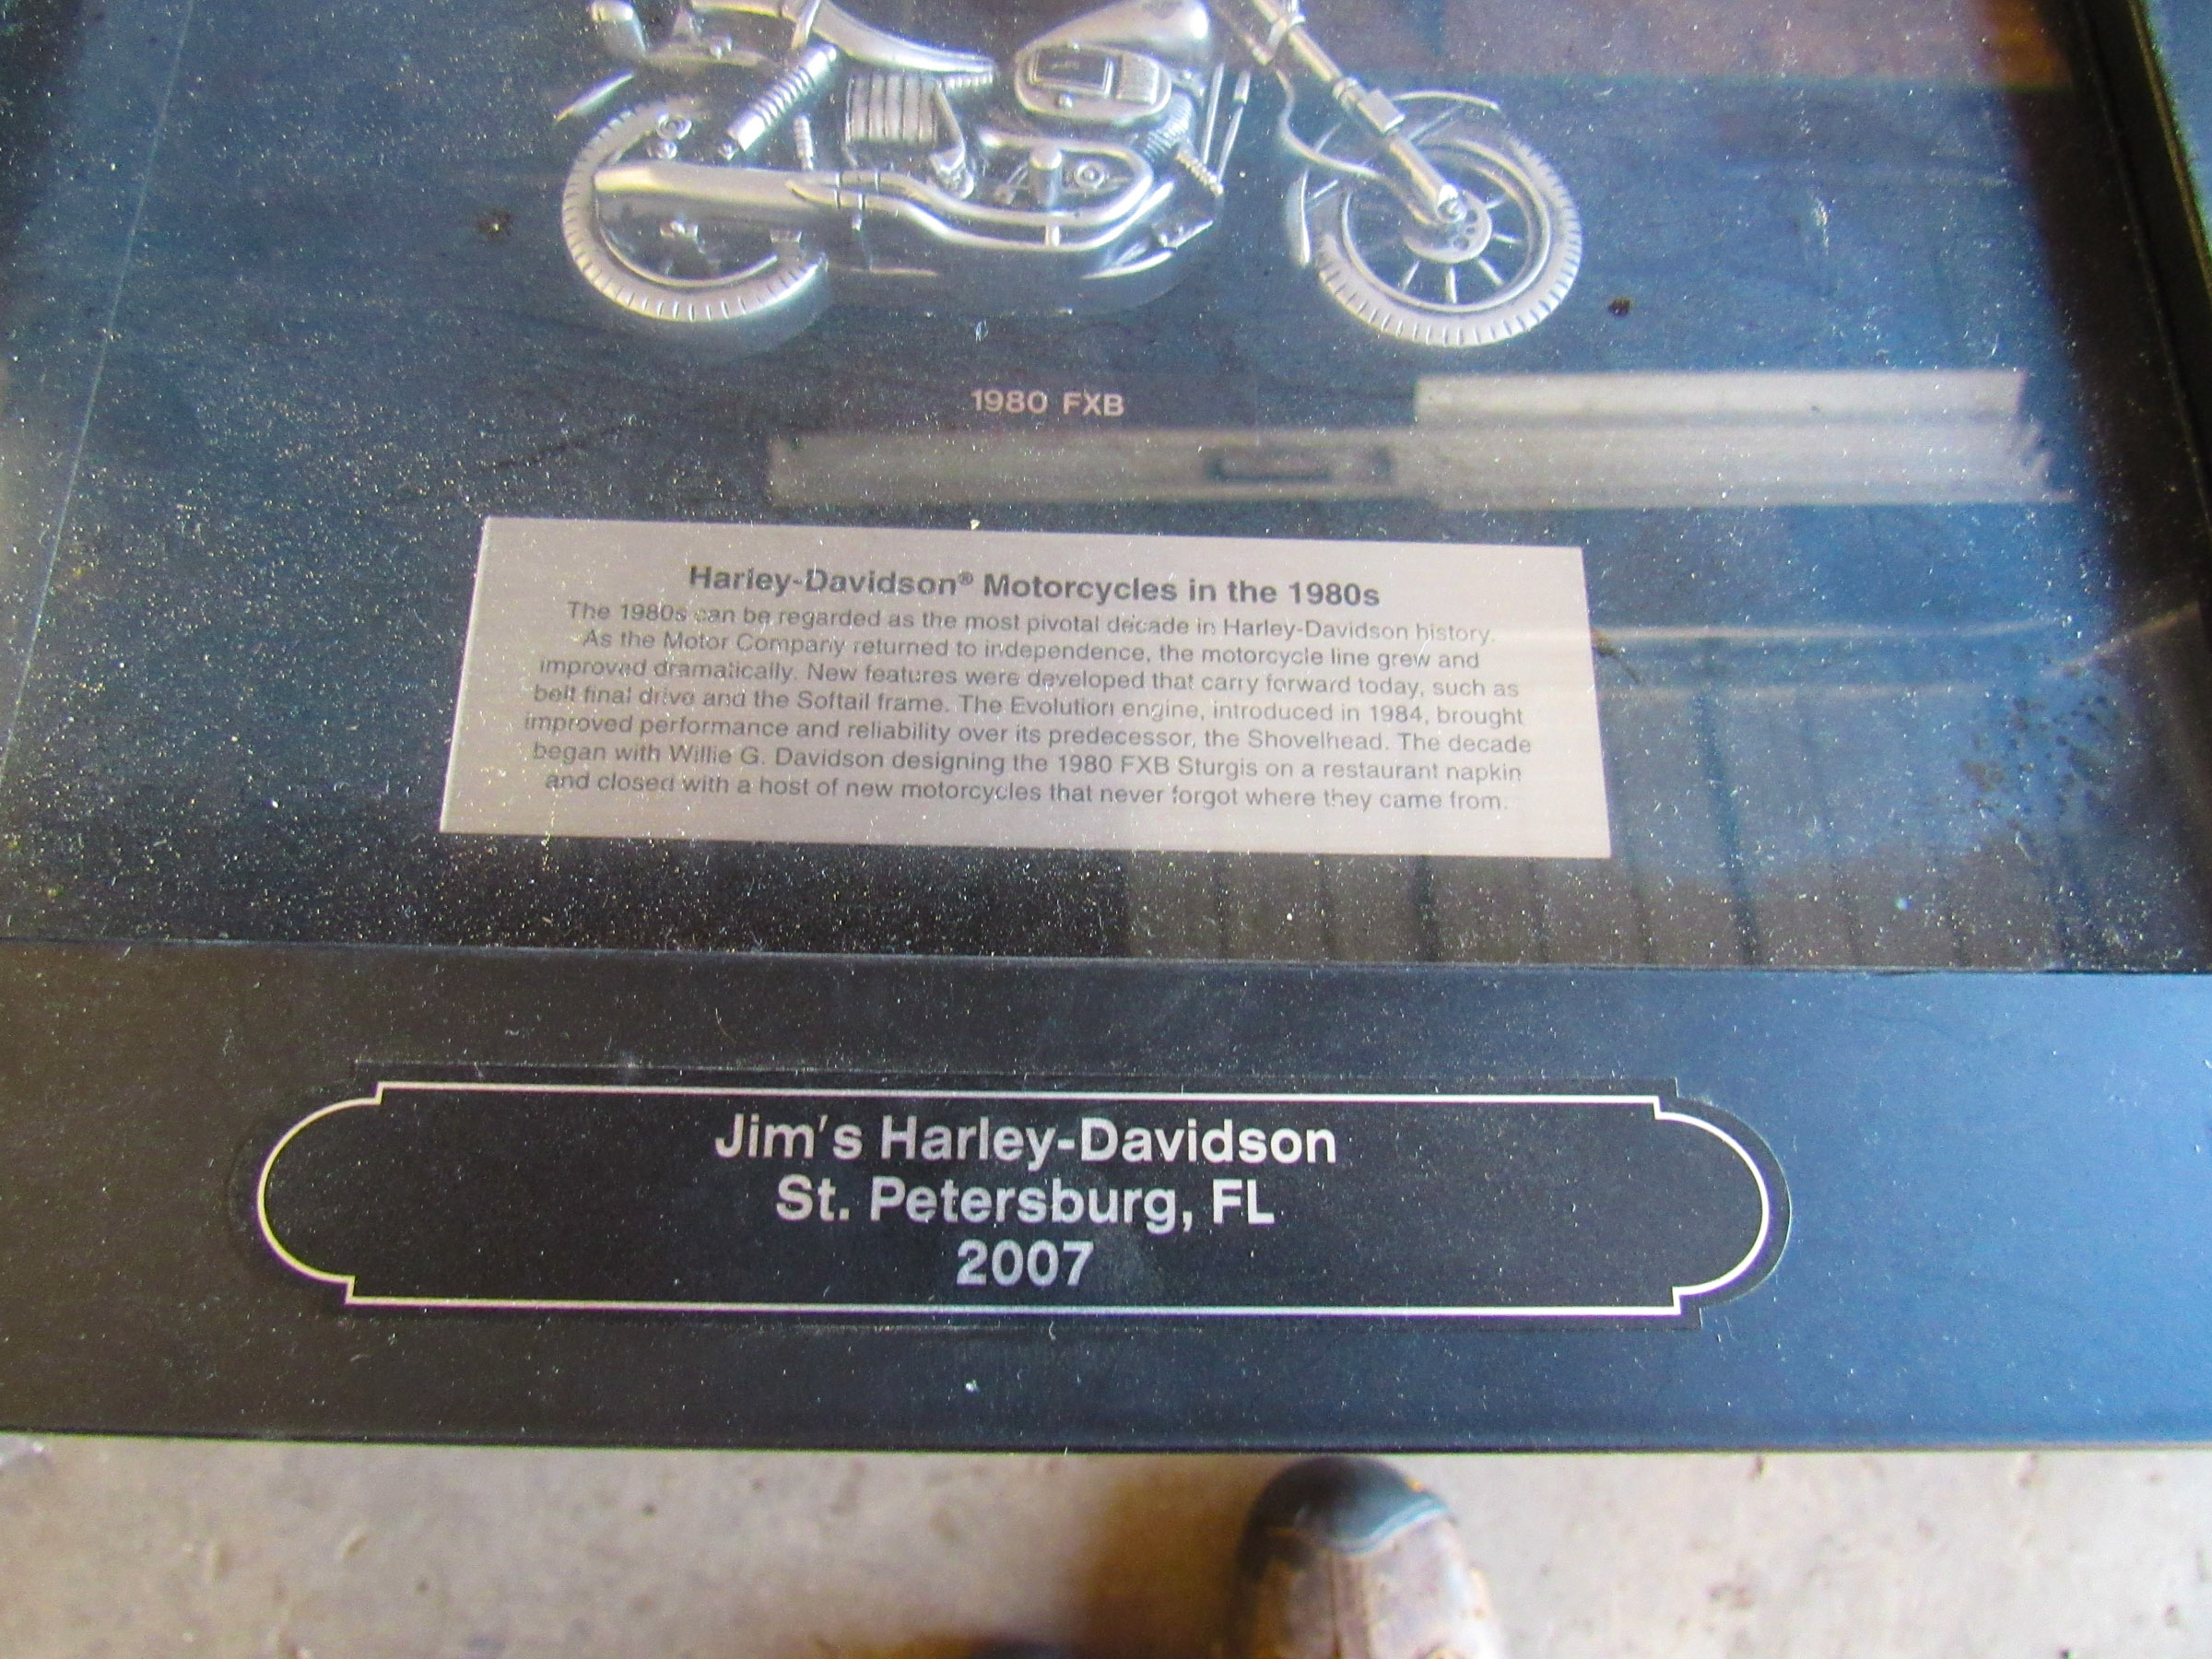 1980 FXB
Harley-Davidson® Motorcycles in the 1980s
The 1980s can be regarded as the most pivotal decade in Harley-Davidson history.
As the Motor Company returned to independence, the motorcycle line grew and
improved dramatically. New features were developed that carry forward today, such as
belt final drive and the Softail frame. The Evolution engine, introduced in 1984, brought
improved performance and reliability over its predecessor, the Shovelhead. The decade
began with Willie G. Davidson designing the 1980 FXB Sturgis on a restaurant napkin
and closed with a host of new motorcycles that never forgot where they came from.
Jim's Harley-Davidson
St. Petersburg, FL
2007